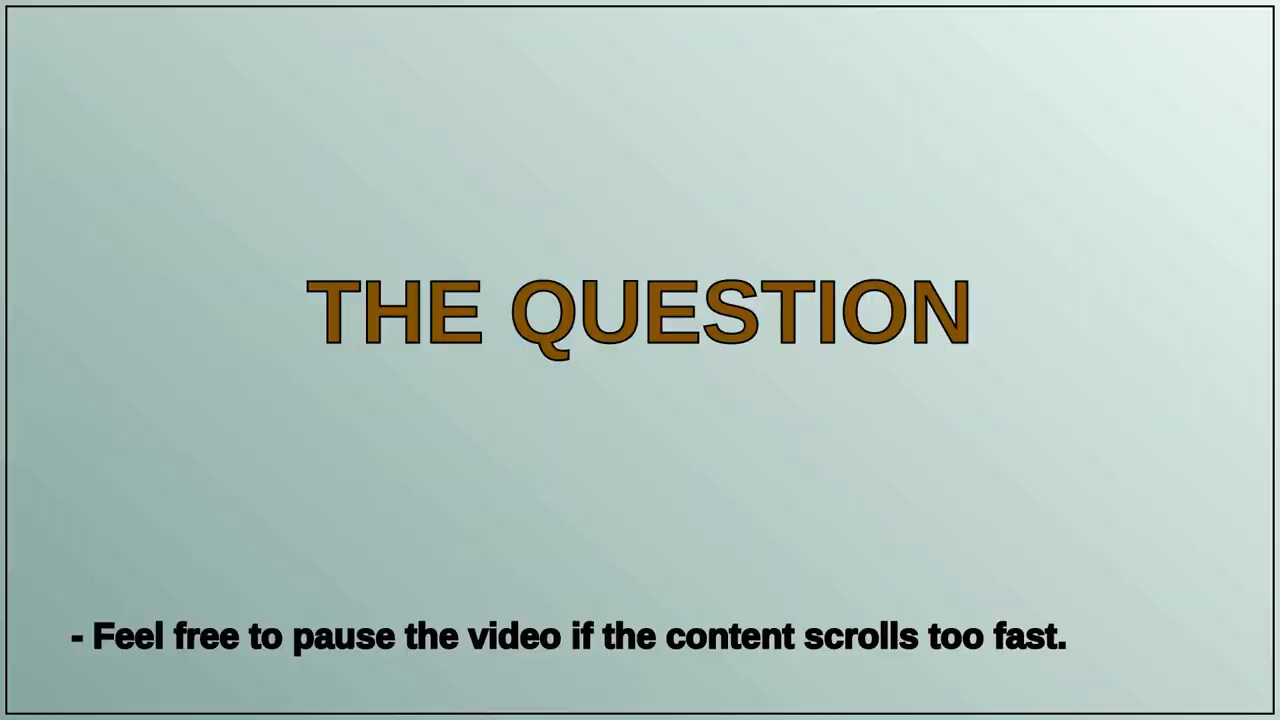 THE QUESTION
- Feel free to pause the video if the content scrolls too fast.